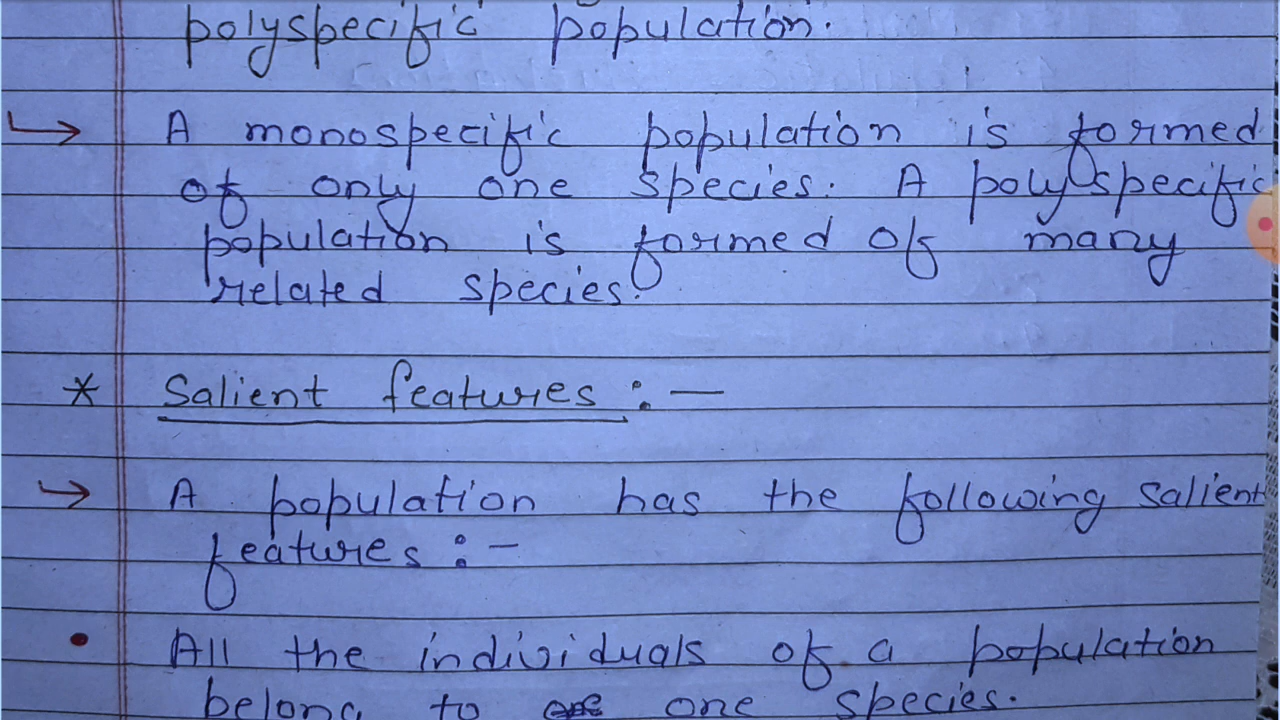 polyspecific population.
→ A monospecific population is formed
of only one species. A polyspecific
population is formed of many
related species.
* Salient features :—
→ A population has the following salient
features :-
• All the individuals of a population
belong to one species.